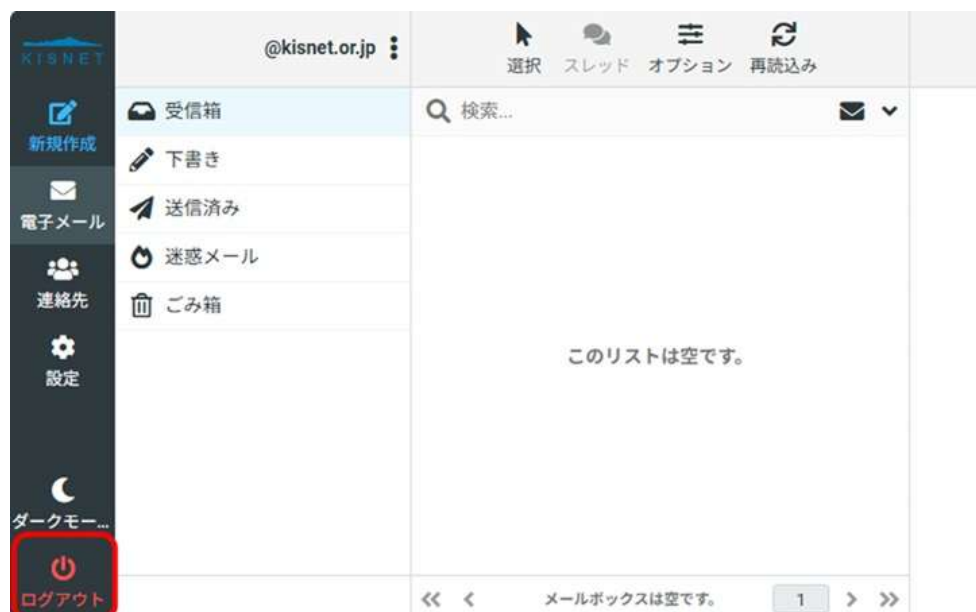 KISNET
新規作成
電子メール
連絡先
設定
ダークモー...
ログアウト
@kisnet.or.jp
受信箱
下書き
送信済み
迷惑メール
ごみ箱
選択 スレッド オプション 再読込み
検索...
このリストは空です。
メールボックスは空です。 1